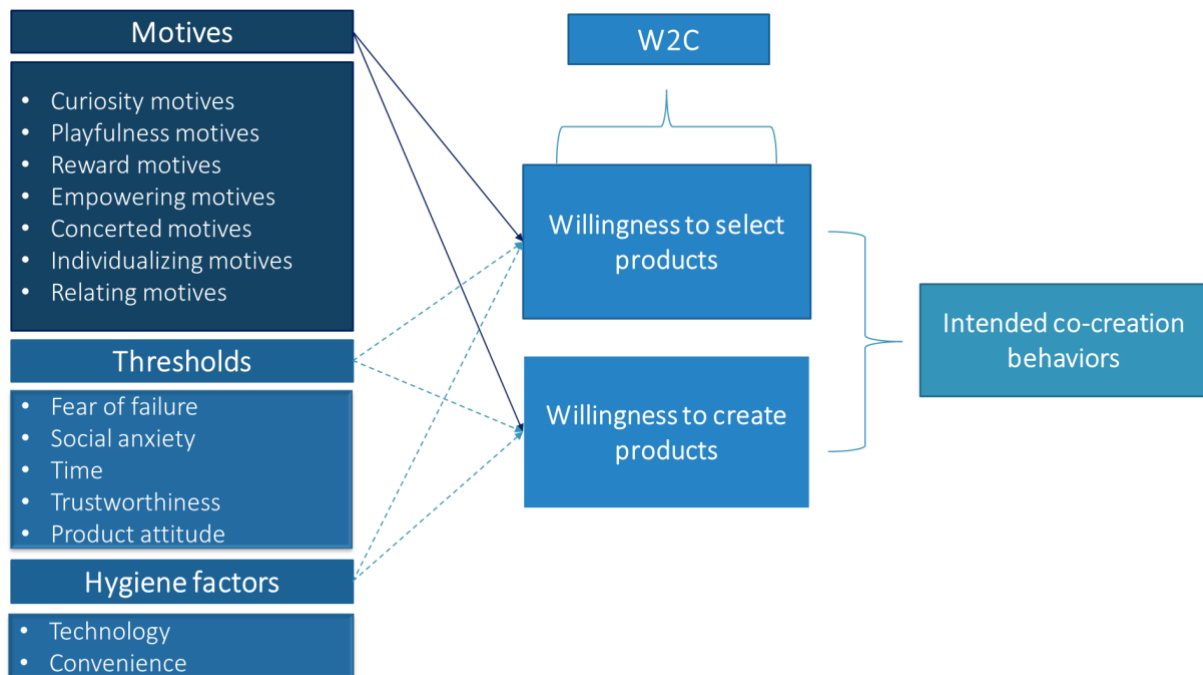 Motives
• Curiosity motives
• Playfulness motives
• Reward motives
• Empowering motives
• Concerted motives
• Individualizing motives
• Relating motives
Thresholds
• Fear of failure
• Social anxiety
• Time
• Trustworthiness
• Product attitude
Hygiene factors
• Technology
• Convenience
W2C
Willingness to select
products
Willingness to create
products
Intended co-creation
behaviors